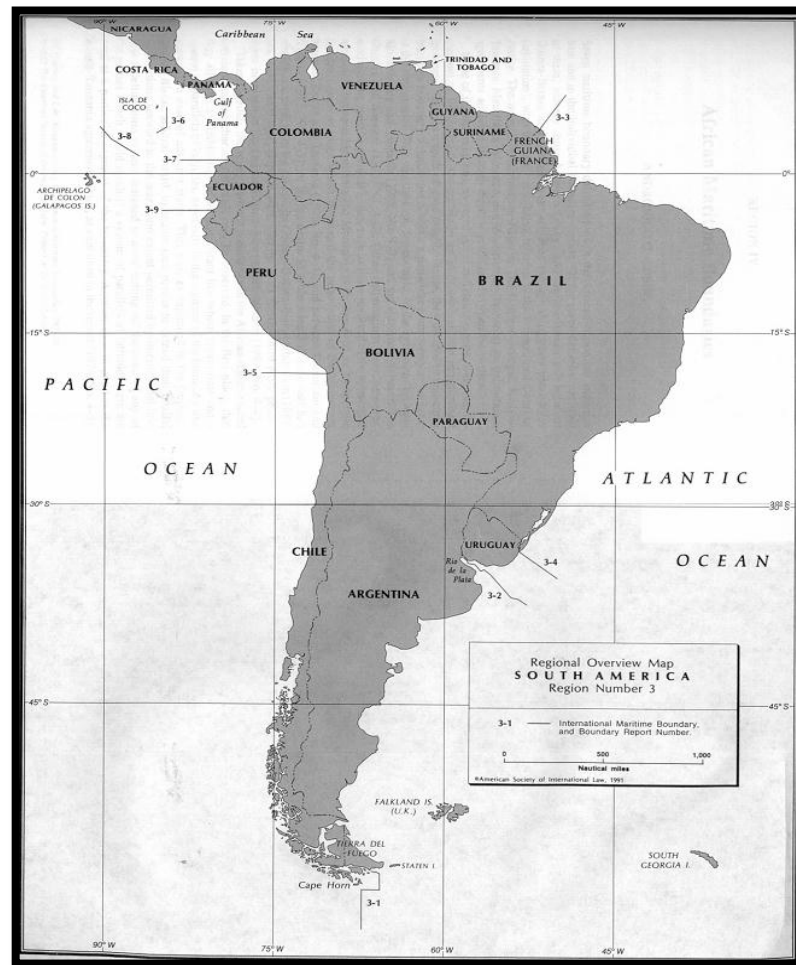 90° W
75° W
60° W
45° W
NICARAGUA
Caribbean Sea
COSTA RICA
PANAMA
TRINIDAD AND
TOBAGO
VENEZUELA
ISLA DE
COCO
Gulf
of
Panama
3-6
3-8
GUYANA
SURINAME
3-3
FRENCH
GUIANA
(FRANCE)
COLOMBIA
3-7
0°
0°
ECUADOR
ARCHIPELAGO
DE COLON
(GALAPAGOS IS.)
3-9
PERU
BRAZIL
15° S
15° S
BOLIVIA
3-5
PACIFIC
OCEAN
PARAGUAY
ATLANTIC
OCEAN
30° S
30° S
CHILE
URUGUAY
Rio
de la
Plata
3-4
3-2
ARGENTINA
Regional Overview Map
SOUTH AMERICA
Region Number 3
3-1
International Maritime Boundary,
and Boundary Report Number.
0
500
1,000
Nautical miles
©American Society of International Law, 1991
45° S
45° S
FALKLAND IS.
(U.K.)
TIERRA DEL
FUEGO
STATEN I.
Cape Horn
3-1
SOUTH
GEORGIA I.
90° W
75° W
60° W
45° W